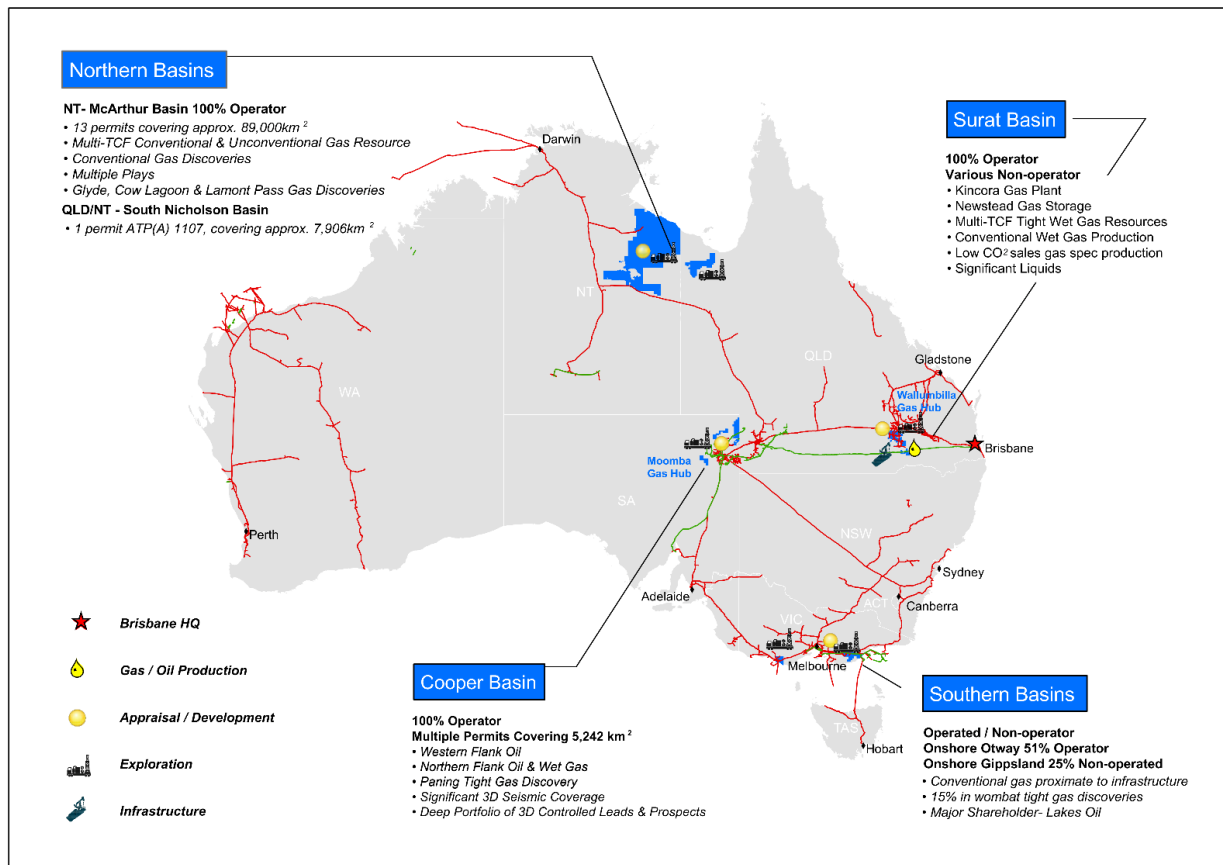 Northern Basins
NT- McArthur Basin 100% Operator
• 13 permits covering approx. 89,000km²
• Multi-TCF Conventional & Unconventional Gas Resource
• Conventional Gas Discoveries
• Multiple Plays
• Glyde, Cow Lagoon & Lamont Pass Gas Discoveries
QLD/NT - South Nicholson Basin
• 1 permit ATP(A) 1107, covering approx. 7,906km²
Surat Basin
100% Operator
Various Non-operator
• Kincora Gas Plant
• Newstead Gas Storage
• Multi-TCF Tight Wet Gas Resources
• Conventional Wet Gas Production
• Low CO² sales gas spec production
• Significant Liquids
Darwin
NT
WA
QLD
Gladstone
Wallumbilla
Gas Hub
Brisbane
Moomba
Gas Hub
SA
NSW
Perth
Sydney
Adelaide
ACT
Canberra
VIC
Melbourne
TAS
Hobart
Brisbane HQ
Gas / Oil Production
Appraisal / Development
Exploration
Infrastructure
Cooper Basin
100% Operator
Multiple Permits Covering 5,242 km²
• Western Flank Oil
• Northern Flank Oil & Wet Gas
• Paning Tight Gas Discovery
• Significant 3D Seismic Coverage
• Deep Portfolio of 3D Controlled Leads & Prospects
Southern Basins
Operated / Non-operator
Onshore Otway 51% Operator
Onshore Gippsland 25% Non-operated
• Conventional gas proximate to infrastructure
• 15% in wombat tight gas discoveries
• Major Shareholder- Lakes Oil